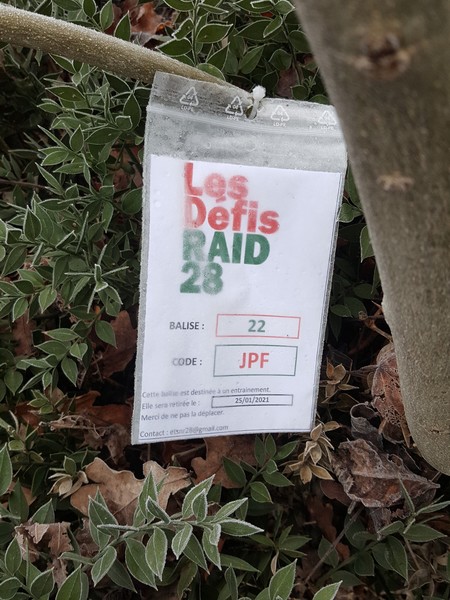 Les
Défis
RAID
28
BALISE : 22
CODE : JPF
Cette balise est destinée à un entrainement.
Elle sera retirée le : 25/01/2021
Merci de ne pas la déplacer.
Contact :